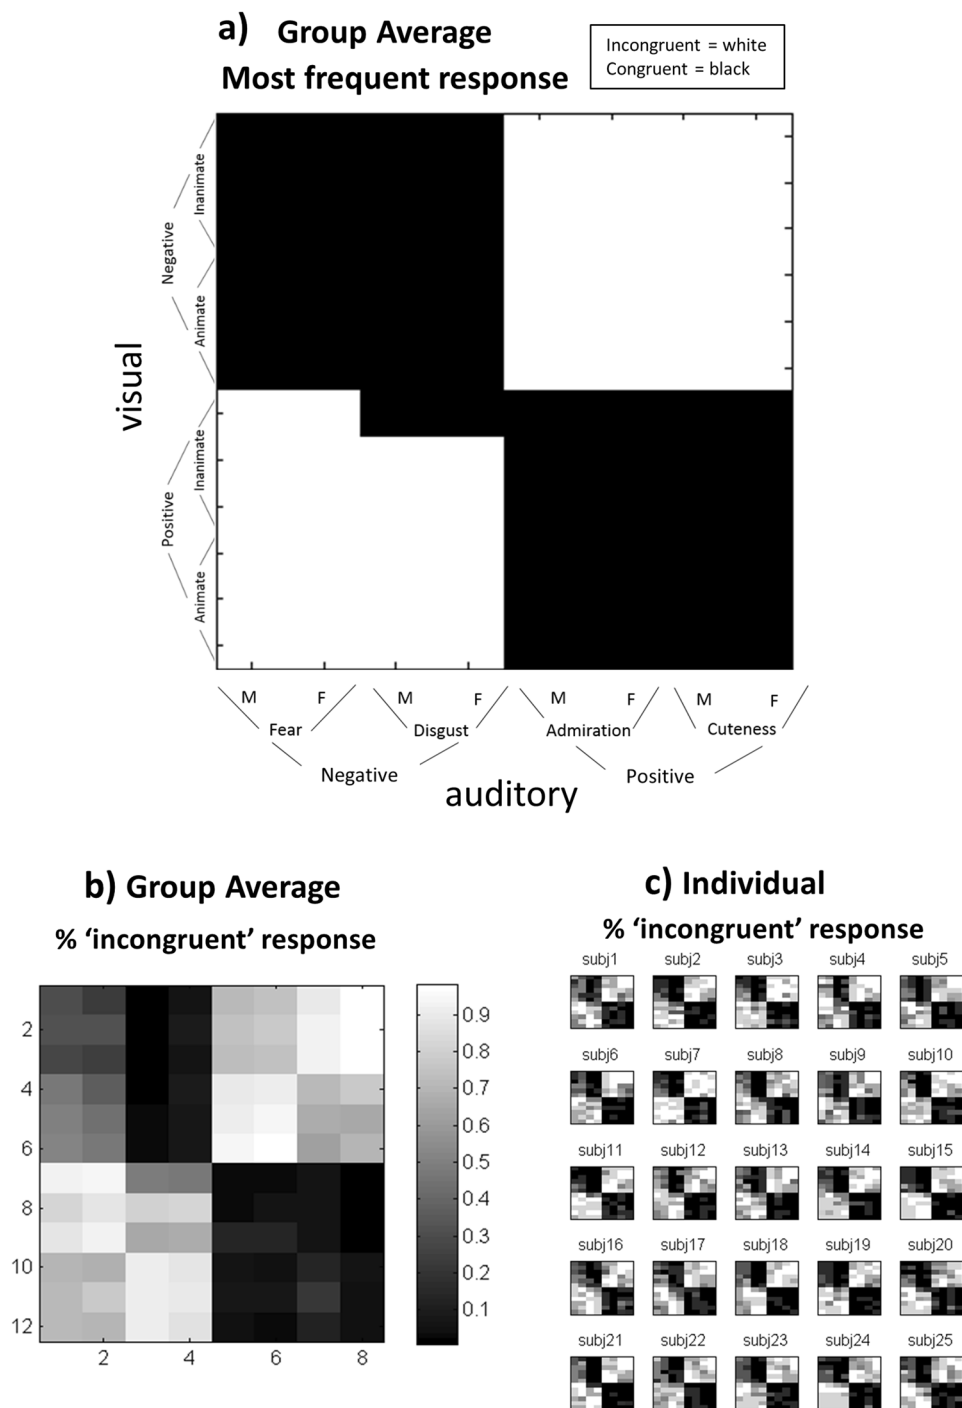 a) Group Average
Most frequent response
Incongruent = white
Congruent = black
visual
Negative
Inanimate
Animate
Positive
Inanimate
Animate
M F M F M F M F
Fear Disgust Admiration Cuteness
Negative Positive
auditory
b) Group Average
% ‘incongruent’ response
2
4
6
8
10
12
2 4 6 8
0.9
0.8
0.7
0.6
0.5
0.4
0.3
0.2
0.1
c) Individual
% ‘incongruent’ response
subj1 subj2 subj3 subj4 subj5
subj6 subj7 subj8 subj9 subj10
subj11 subj12 subj13 subj14 subj15
subj16 subj17 subj18 subj19 subj20
subj21 subj22 subj23 subj24 subj25